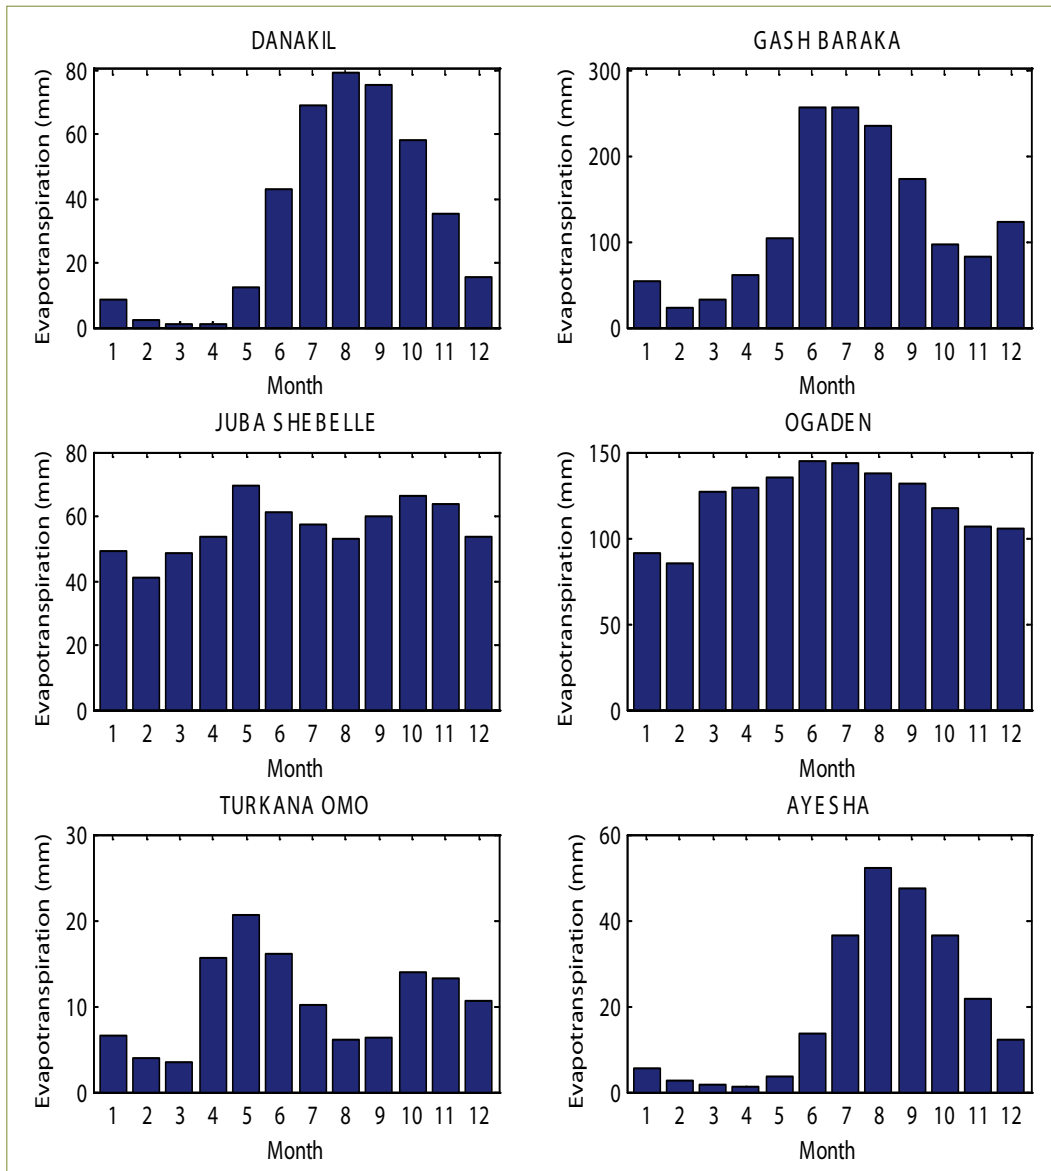 DANAKIL
Evapotranspiration (mm)
80
60
40
20
0
1 2 3 4 5 6 7 8 9 10 11 12
Month
GASH BARAKA
Evapotranspiration (mm)
300
200
100
0
1 2 3 4 5 6 7 8 9 10 11 12
Month
JUBA SHEBELLE
Evapotranspiration (mm)
80
60
40
20
0
1 2 3 4 5 6 7 8 9 10 11 12
Month
OGADEN
Evapotranspiration (mm)
150
100
50
0
1 2 3 4 5 6 7 8 9 10 11 12
Month
TURKANA OMO
Evapotranspiration (mm)
30
20
10
0
1 2 3 4 5 6 7 8 9 10 11 12
Month
AYESHA
Evapotranspiration (mm)
60
40
20
0
1 2 3 4 5 6 7 8 9 10 11 12
Month